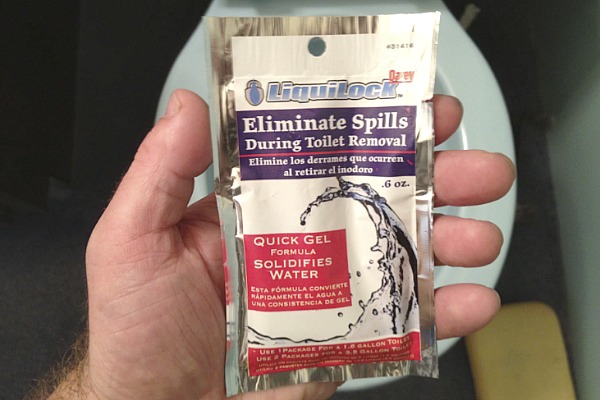 #31416
Oatey
LiquiLock™
Eliminate Spills
During Toilet Removal
Elimine los derrames que ocurren
al retirar el inodoro
.6 oz.
Quick Gel
Formula
Solidifies
Water
Esta fórmula convierte
rápidamente el agua a
una consistencia de gel
Use 1 Package for a 1.6 Gallon Toilet
Use 2 Packages for a 3.5 Gallon Toilet